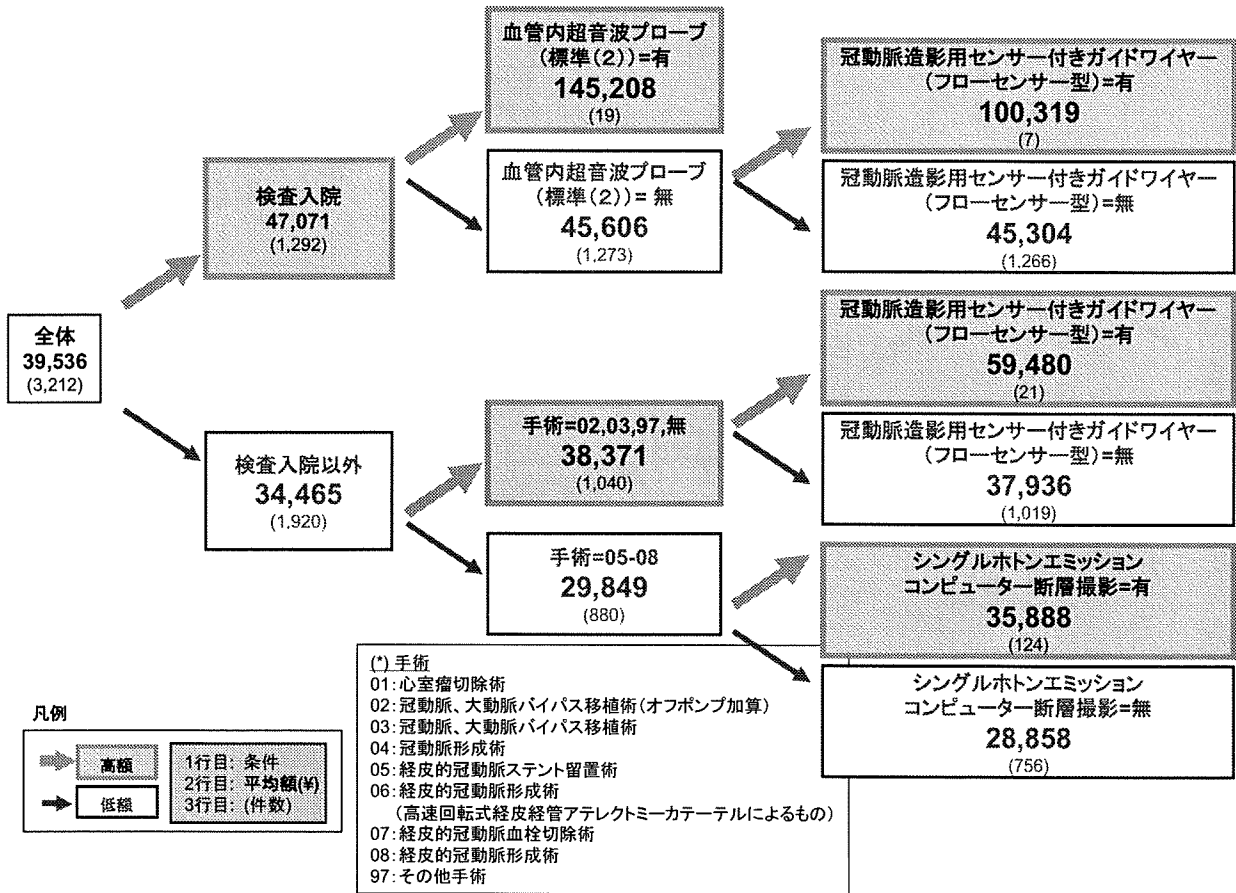 全体
39,536
(3,212)
検査入院
47,071
(1,292)
検査入院以外
34,465
(1,920)
血管内超音波プローブ
(標準(2))=有
145,208
(19)
血管内超音波プローブ
(標準(2))= 無
45,606
(1,273)
手術=02,03,97,無
38,371
(1,040)
手術=05-08
29,849
(880)
冠動脈造影用センサー付きガイドワイヤー
(フローセンサー型)=有
100,319
(7)
冠動脈造影用センサー付きガイドワイヤー
(フローセンサー型)=無
45,304
(1,266)
冠動脈造影用センサー付きガイドワイヤー
(フローセンサー型)=有
59,480
(21)
冠動脈造影用センサー付きガイドワイヤー
(フローセンサー型)=無
37,936
(1,019)
シングルホトンエミッション
コンピューター断層撮影=有
35,888
(124)
シングルホトンエミッション
コンピューター断層撮影=無
28,858
(756)
(*) 手術
01:心室瘤切除術
02:冠動脈、大動脈バイパス移植術(オフポンプ加算)
03:冠動脈、大動脈バイパス移植術
04:冠動脈形成術
05:経皮的冠動脈ステント留置術
06:経皮的冠動脈形成術
(高速回転式経皮経管アテレクトミーカテーテルによるもの)
07:経皮的冠動脈血栓切除術
08:経皮的冠動脈形成術
97:その他手術
凡例
高額
低額
1行目: 条件
2行目: 平均額(¥)
3行目: (件数)